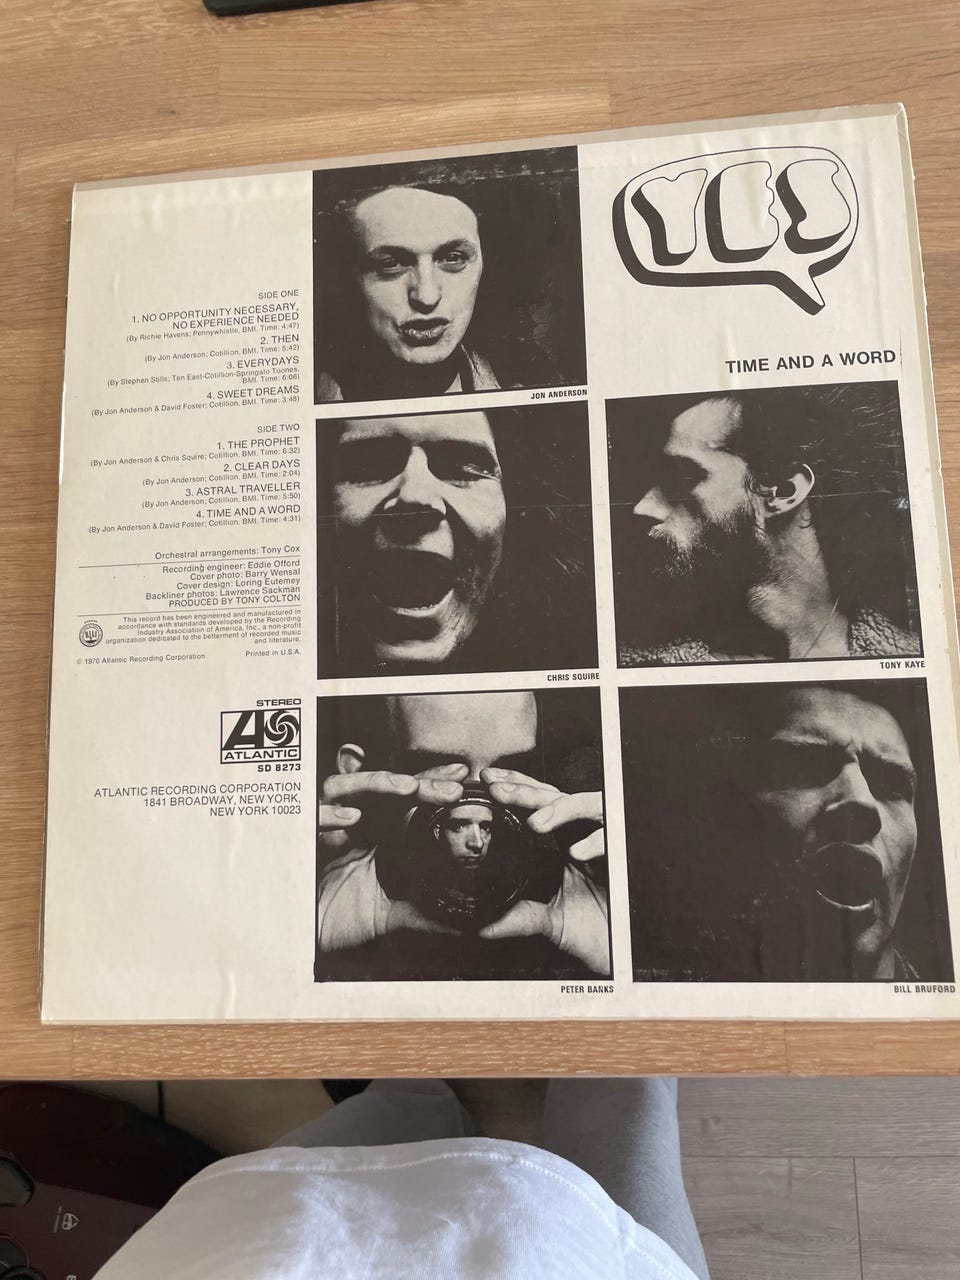 SIDE ONE
1. NO OPPORTUNITY NECESSARY,
NO EXPERIENCE NEEDED
(By Richie Havens; Pennywhistle, BMI. Time: 4:47)
2. THEN
(By Jon Anderson; Cotillion, BMI. Time: 5:42)
3. EVERYDAYS
(By Stephen Stills; Ten East-Cotillion-Springalo Toones,
BMI. Time: 6:06)
4. SWEET DREAMS
(By Jon Anderson & David Foster; Cotillion, BMI. Time: 3:48)
SIDE TWO
1. THE PROPHET
(By Jon Anderson & Chris Squire; Cotillion, BMI. Time: 6:32)
2. CLEAR DAYS
(By Jon Anderson; Cotillion, BMI. Time: 2:04)
3. ASTRAL TRAVELLER
(By Jon Anderson; Cotillion, BMI. Time: 5:50)
4. TIME AND A WORD
(By Jon Anderson & David Foster; Cotillion, BMI. Time: 4:31)
Orchestral arrangements: Tony Cox
Recording engineer: Eddie Offord
Cover photo: Barry Wensal
Cover design: Loring Eutemey
Backliner photos: Lawrence Sackman
PRODUCED BY TONY COLTON
This record has been engineered and manufactured in
accordance with standards developed by the Recording
Industry Association of America, Inc., a non-profit
organization dedicated to the betterment of recorded music
and literature.
© 1970 Atlantic Recording Corporation Printed in U.S.A.
STEREO
A
ATLANTIC
SD 8273
ATLANTIC RECORDING CORPORATION
1841 BROADWAY, NEW YORK,
NEW YORK 10023
YES
TIME AND A WORD
JON ANDERSON
CHRIS SQUIRE
TONY KAYE
PETER BANKS
BILL BRUFORD